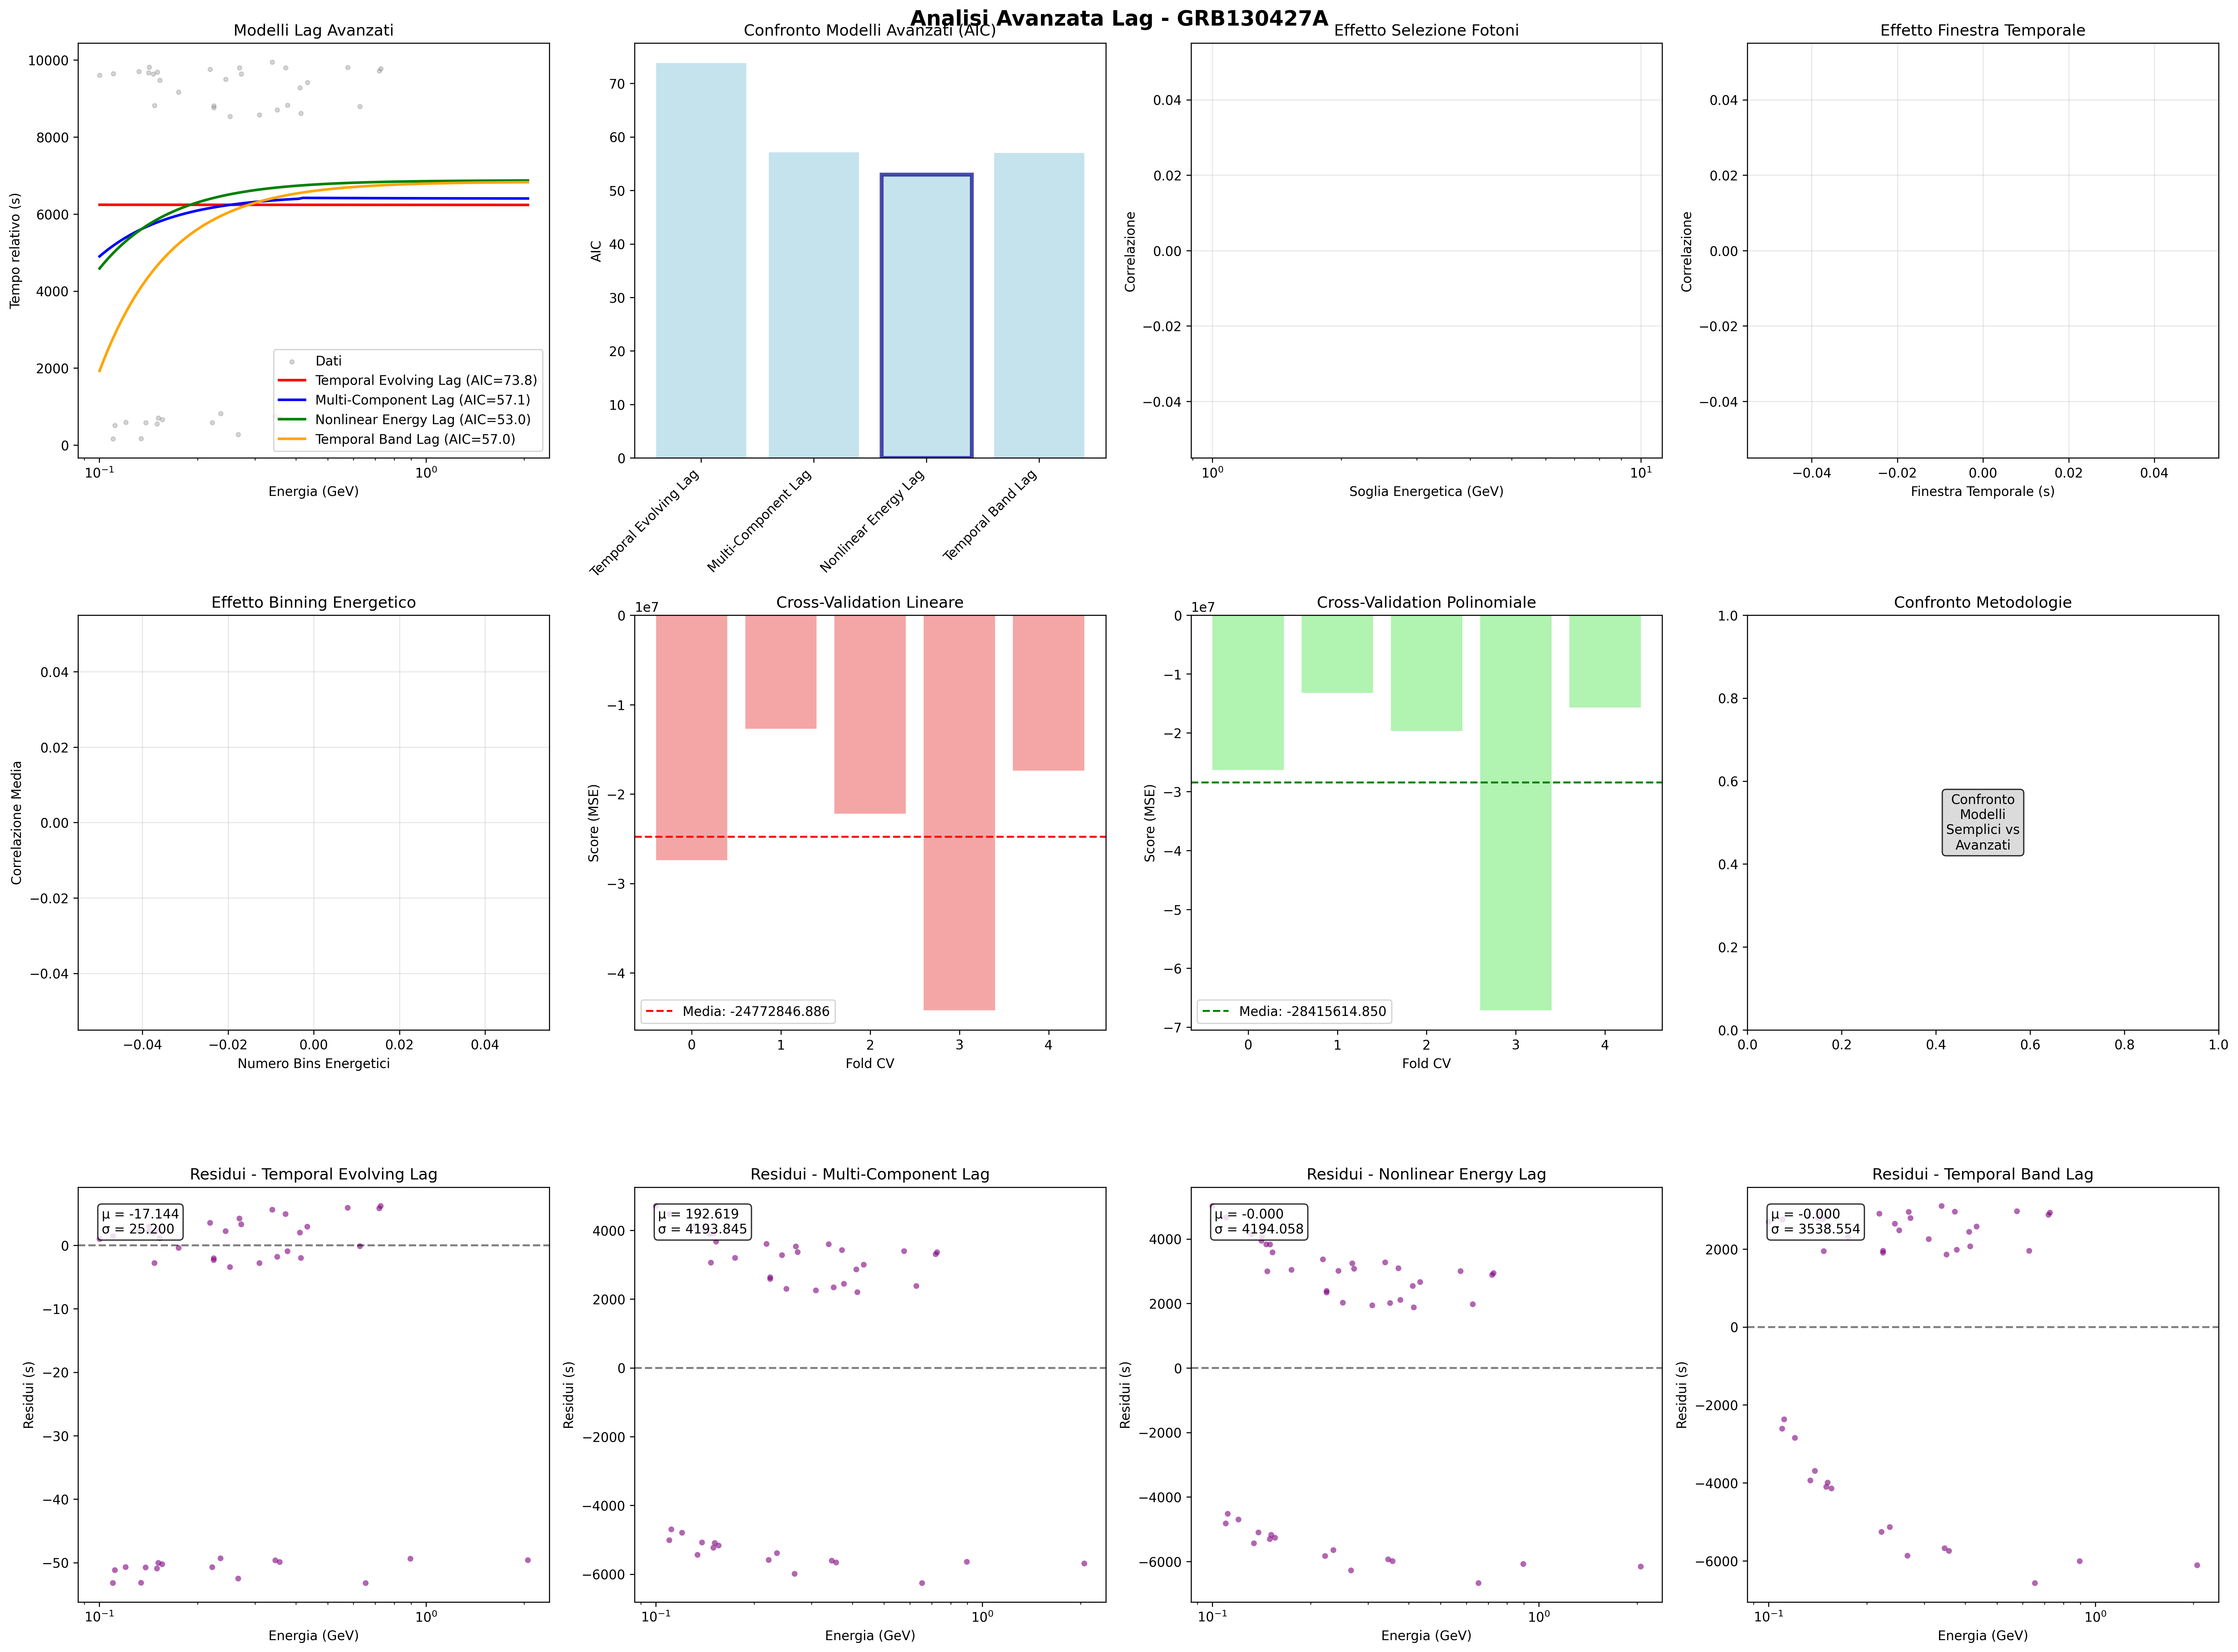 Analisi Avanzata Lag - GRB130427A
Modelli Lag Avanzati
Tempo relativo (s)
10000
8000
6000
4000
2000
0
Dati
Temporal Evolving Lag (AIC=73.8)
Multi-Component Lag (AIC=57.1)
Nonlinear Energy Lag (AIC=53.0)
Temporal Band Lag (AIC=57.0)
10⁻¹ 10⁰
Energia (GeV)
Confronto Modelli Avanzati (AIC)
AIC
70
60
50
40
30
20
10
0
Temporal Evolving Lag
Multi-Component Lag
Nonlinear Energy Lag
Temporal Band Lag
Effetto Selezione Fotoni
Correlazione
0.04
0.02
0.00
−0.02
−0.04
10⁰ 10¹
Soglia Energetica (GeV)
Effetto Finestra Temporale
Correlazione
0.04
0.02
0.00
−0.02
−0.04
−0.04 −0.02 0.00 0.02 0.04
Finestra Temporale (s)
Effetto Binning Energetico
Correlazione Media
0.04
0.02
0.00
−0.02
−0.04
−0.04 −0.02 0.00 0.02 0.04
Numero Bins Energetici
Cross-Validation Lineare
1e7
Score (MSE)
0
−1
−2
−3
−4
Media: -24772846.886
0 1 2 3 4
Fold CV
Cross-Validation Polinomiale
1e7
Score (MSE)
0
−1
−2
−3
−4
−5
−6
−7
Media: -28415614.850
0 1 2 3 4
Fold CV
Confronto Metodologie
1.0
0.8
0.6
0.4
0.2
0.0
Confronto
Modelli
Semplici vs
Avanzati
0.0 0.2 0.4 0.6 0.8 1.0
Residui - Temporal Evolving Lag
Residui (s)
μ = -17.144
σ = 25.200
0
−10
−20
−30
−40
−50
10⁻¹ 10⁰
Energia (GeV)
Residui - Multi-Component Lag
Residui (s)
μ = 192.619
σ = 4193.845
4000
2000
0
−2000
−4000
−6000
10⁻¹ 10⁰
Energia (GeV)
Residui - Nonlinear Energy Lag
Residui (s)
μ = -0.000
σ = 4194.058
4000
2000
0
−2000
−4000
−6000
10⁻¹ 10⁰
Energia (GeV)
Residui - Temporal Band Lag
Residui (s)
μ = -0.000
σ = 3538.554
2000
0
−2000
−4000
−6000
10⁻¹ 10⁰
Energia (GeV)